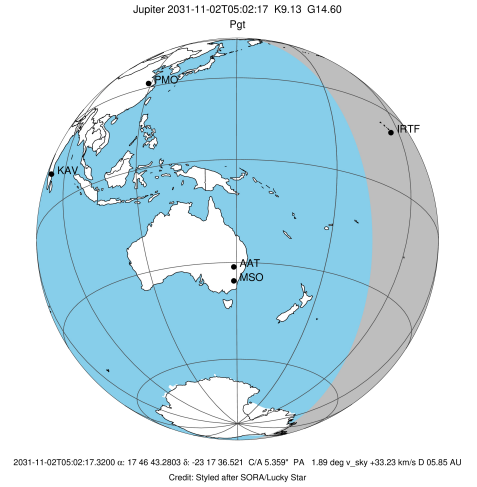 Jupiter 2031-11-02T05:02:17  K9.13  G14.60
Pgt
PMO
IRTF
KAV
AAT
MSO
2031-11-02T05:02:17.3200 α: 17 46 43.2803 δ: -23 17 36.521  C/A 5.359"  PA  1.89 deg v_sky +33.23 km/s D 05.85 AU
Credit: Styled after SORA/Lucky Star